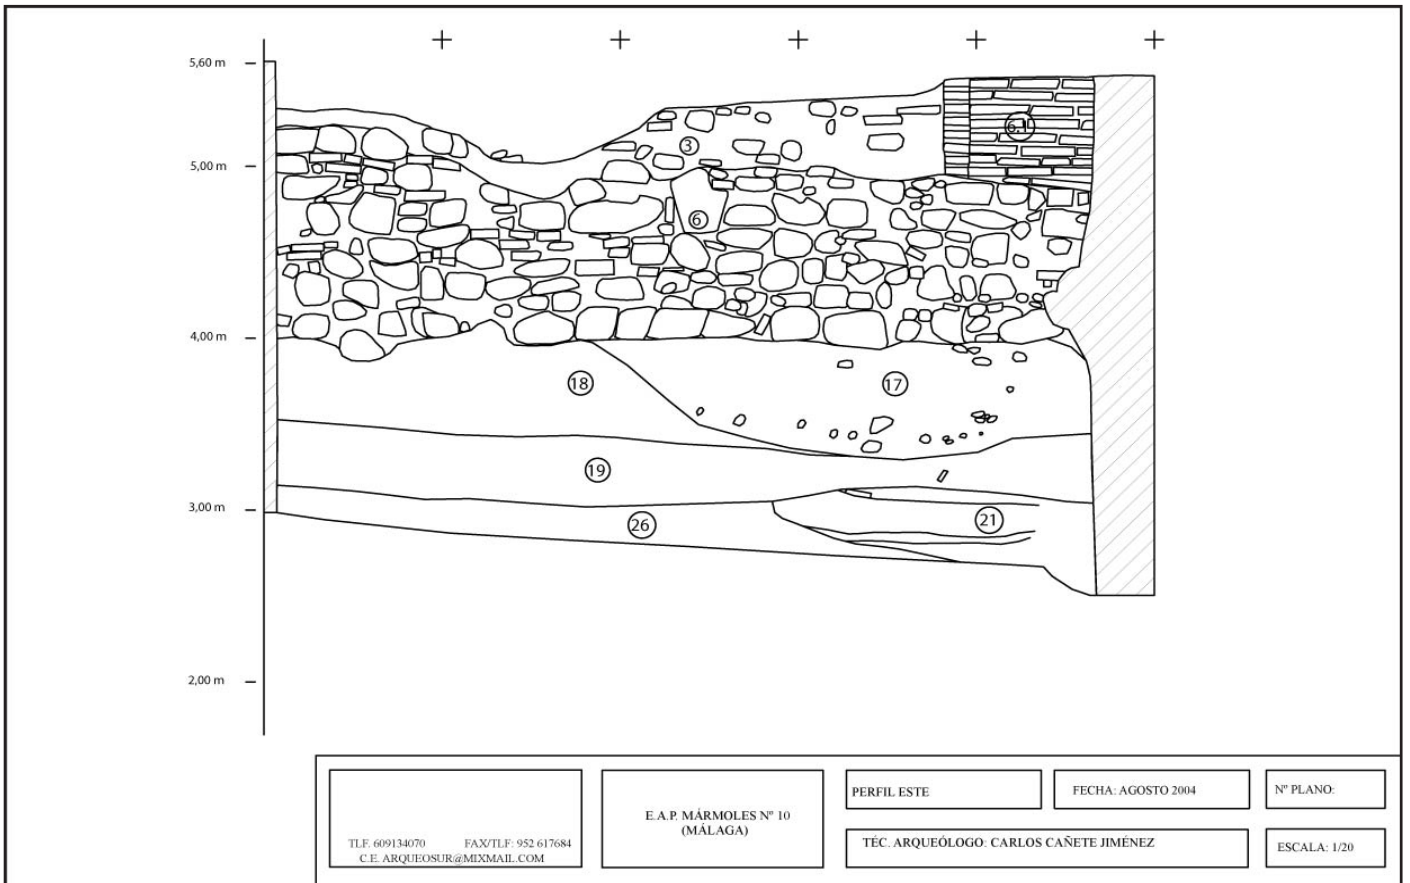 5,60 m
6.1
3
5,00 m
6
4,00 m
18
17
19
3,00 m
26
21
2,00 m
PERFIL ESTE
FECHA: AGOSTO 2004
Nº PLANO:
E.A.P. MÁRMOLES Nº 10
(MÁLAGA)
TLF. 609134070 FAX/TLF: 952 617684
C.E. ARQUEOSUR@MIXMAIL.COM
TÉC. ARQUEÓLOGO: CARLOS CAÑETE JIMÉNEZ
ESCALA: 1/20